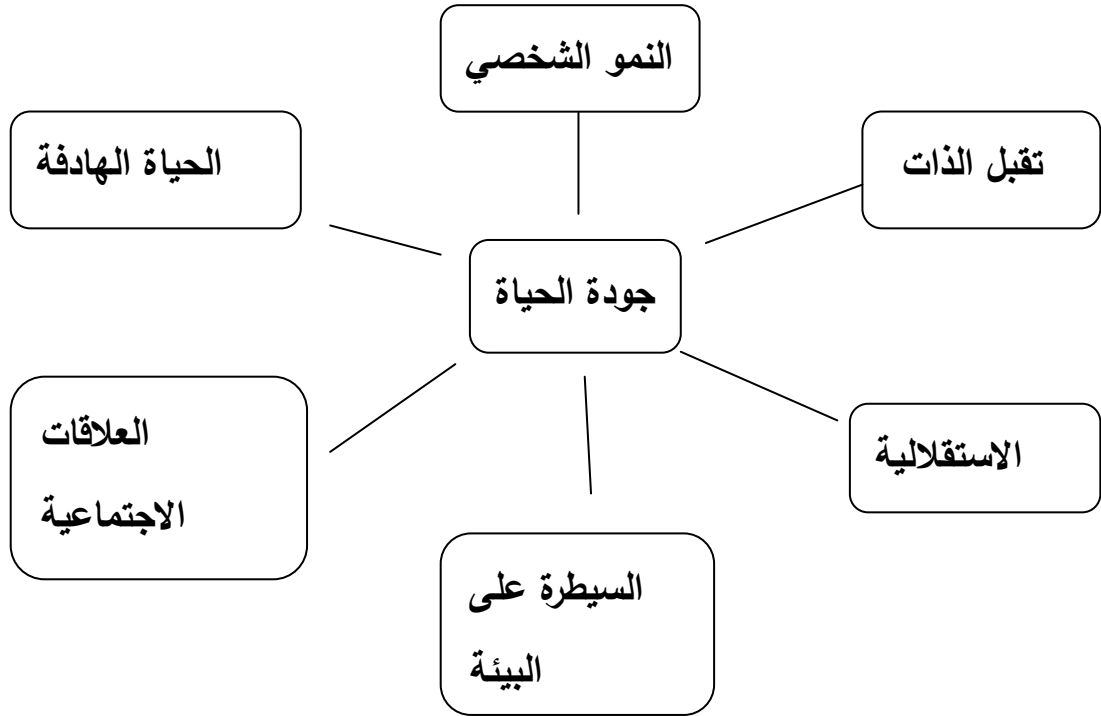 النمو الشخصي
تقبل الذات
الحياة الهادفة
جودة الحياة
العلاقات
الاجتماعية
الاستقلالية
السيطرة على
البيئة